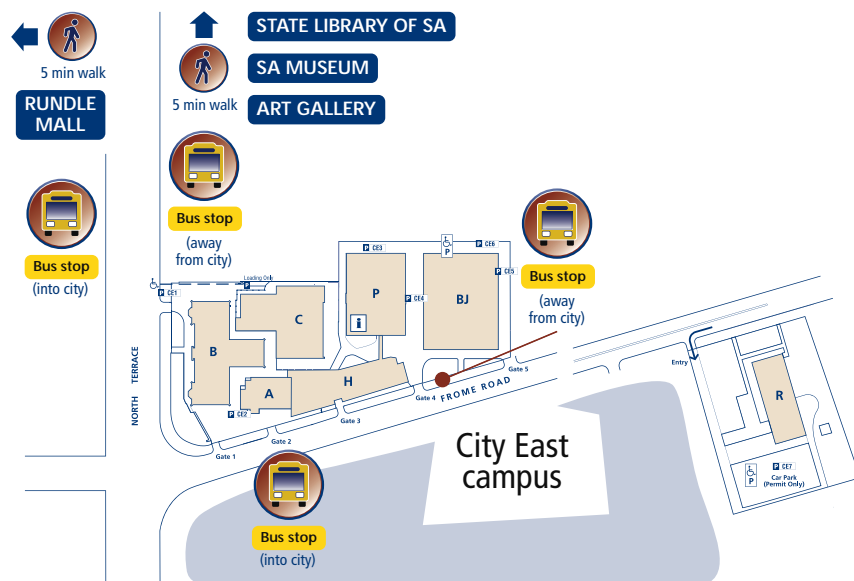 5 min walk
RUNDLE
MALL
STATE LIBRARY OF SA
SA MUSEUM
5 min walk
ART GALLERY
Bus stop
(into city)
Bus stop
(away
from city)
Bus stop
(away
from city)
P CE3
P
P CE6
P CE5
P CE4
Loading Only
P
P CE1
P
BJ
C
B
i
H
A
P CE2
NORTH TERRACE
Gate 1
Gate 2
Gate 3
Gate 4
Gate 5
FROME ROAD
Entry
R
City East
campus
P
P CE7
Car Park
(Permit Only)
Bus stop
(into city)